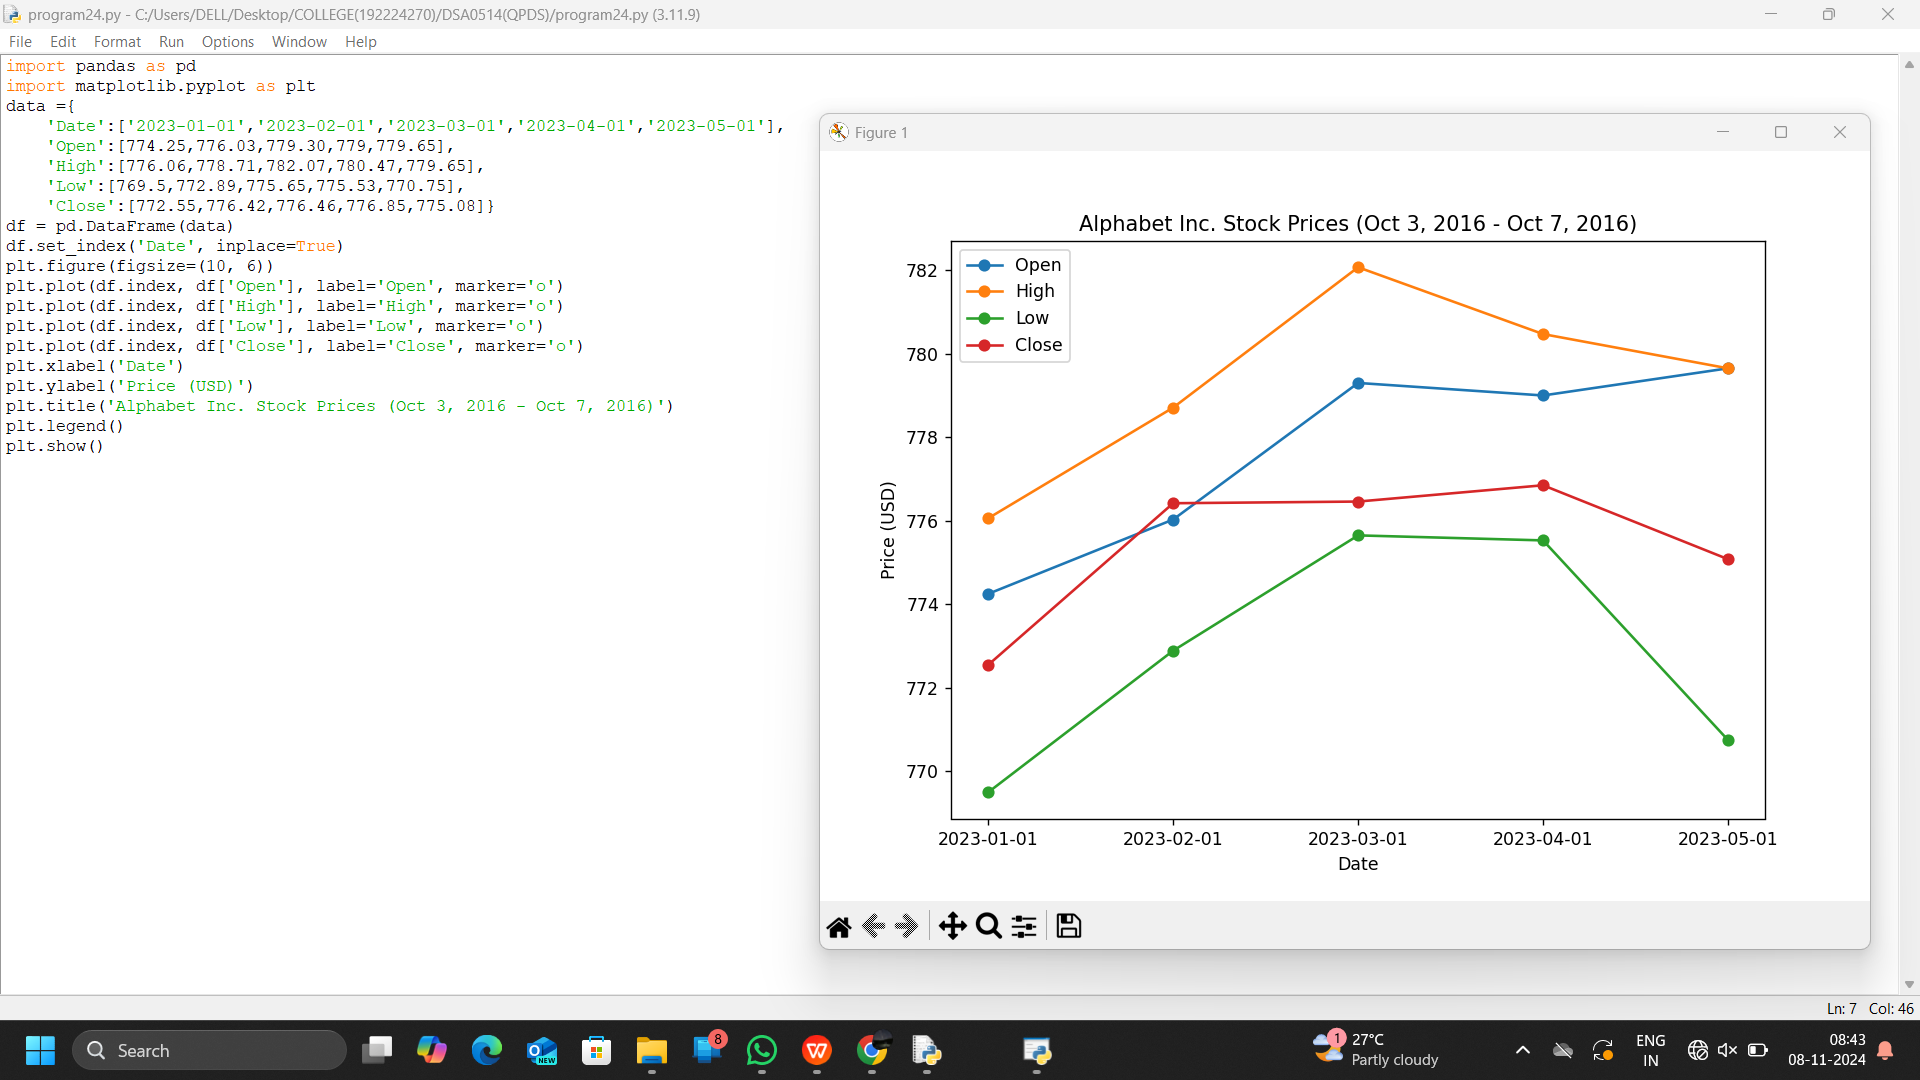 program24.py - C:/Users/DELL/Desktop/COLLEGE(192224270)/DSA0514(QPDS)/program24.py (3.11.9)
File Edit Format Run Options Window Help
import pandas as pd
import matplotlib.pyplot as plt
data ={
    'Date':['2023-01-01','2023-02-01','2023-03-01','2023-04-01','2023-05-01'],
    'Open':[774.25,776.03,779.30,779,779.65],
    'High':[776.06,778.71,782.07,780.47,779.65],
    'Low':[769.5,772.89,775.65,775.53,770.75],
    'Close':[772.55,776.42,776.46,776.85,775.08]}
df = pd.DataFrame(data)
df.set_index('Date', inplace=True)
plt.figure(figsize=(10, 6))
plt.plot(df.index, df['Open'], label='Open', marker='o')
plt.plot(df.index, df['High'], label='High', marker='o')
plt.plot(df.index, df['Low'], label='Low', marker='o')
plt.plot(df.index, df['Close'], label='Close', marker='o')
plt.xlabel('Date')
plt.ylabel('Price (USD)')
plt.title('Alphabet Inc. Stock Prices (Oct 3, 2016 - Oct 7, 2016)')
plt.legend()
plt.show()
Figure 1
Alphabet Inc. Stock Prices (Oct 3, 2016 - Oct 7, 2016)
Open
High
Low
Close
782
780
778
776
774
772
770
Price (USD)
2023-01-01 2023-02-01 2023-03-01 2023-04-01 2023-05-01
Date
Ln: 7 Col: 46
Search
NEW
8
1
27°C
Partly cloudy
ENG
IN
08:43
08-11-2024